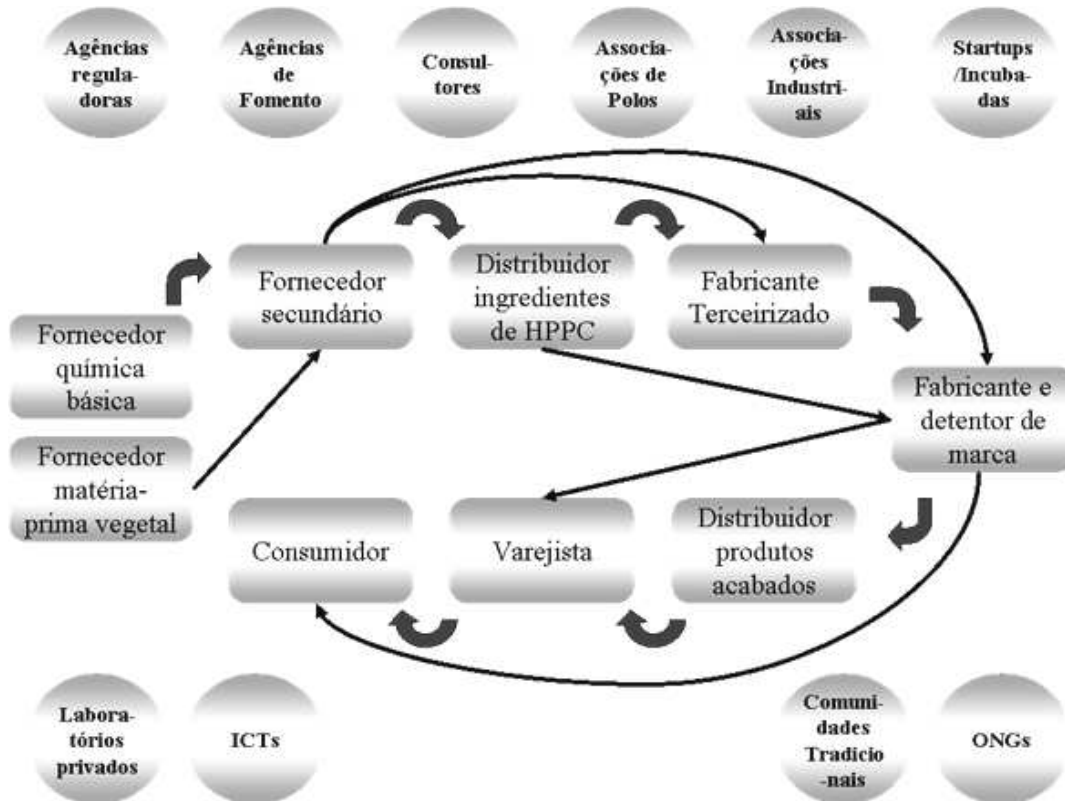 Agências
regula-
doras
Agências
de
Fomento
Consul-
tores
Associa-
ções de
Polos
Associa-
ções
Industri-
ais
Startups
/Incuba-
das
Fornecedor
secundário
Distribuidor
ingredientes
de HPPC
Fabricante
Terceirizado
Fornecedor
química
básica
Fabricante e
detentor de
marca
Fornecedor
matéria-
prima vegetal
Consumidor
Varejista
Distribuidor
produtos
acabados
Labora-
tórios
privados
ICTs
Comuni-
dades
Tradicio
-nais
ONGs